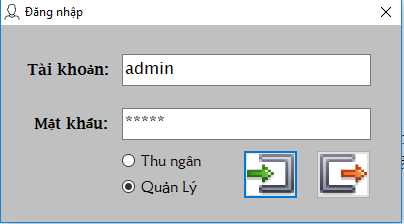 Đăng nhập
Tài khoản: admin
Mật khẩu: *****
Thu ngân
Quản Lý